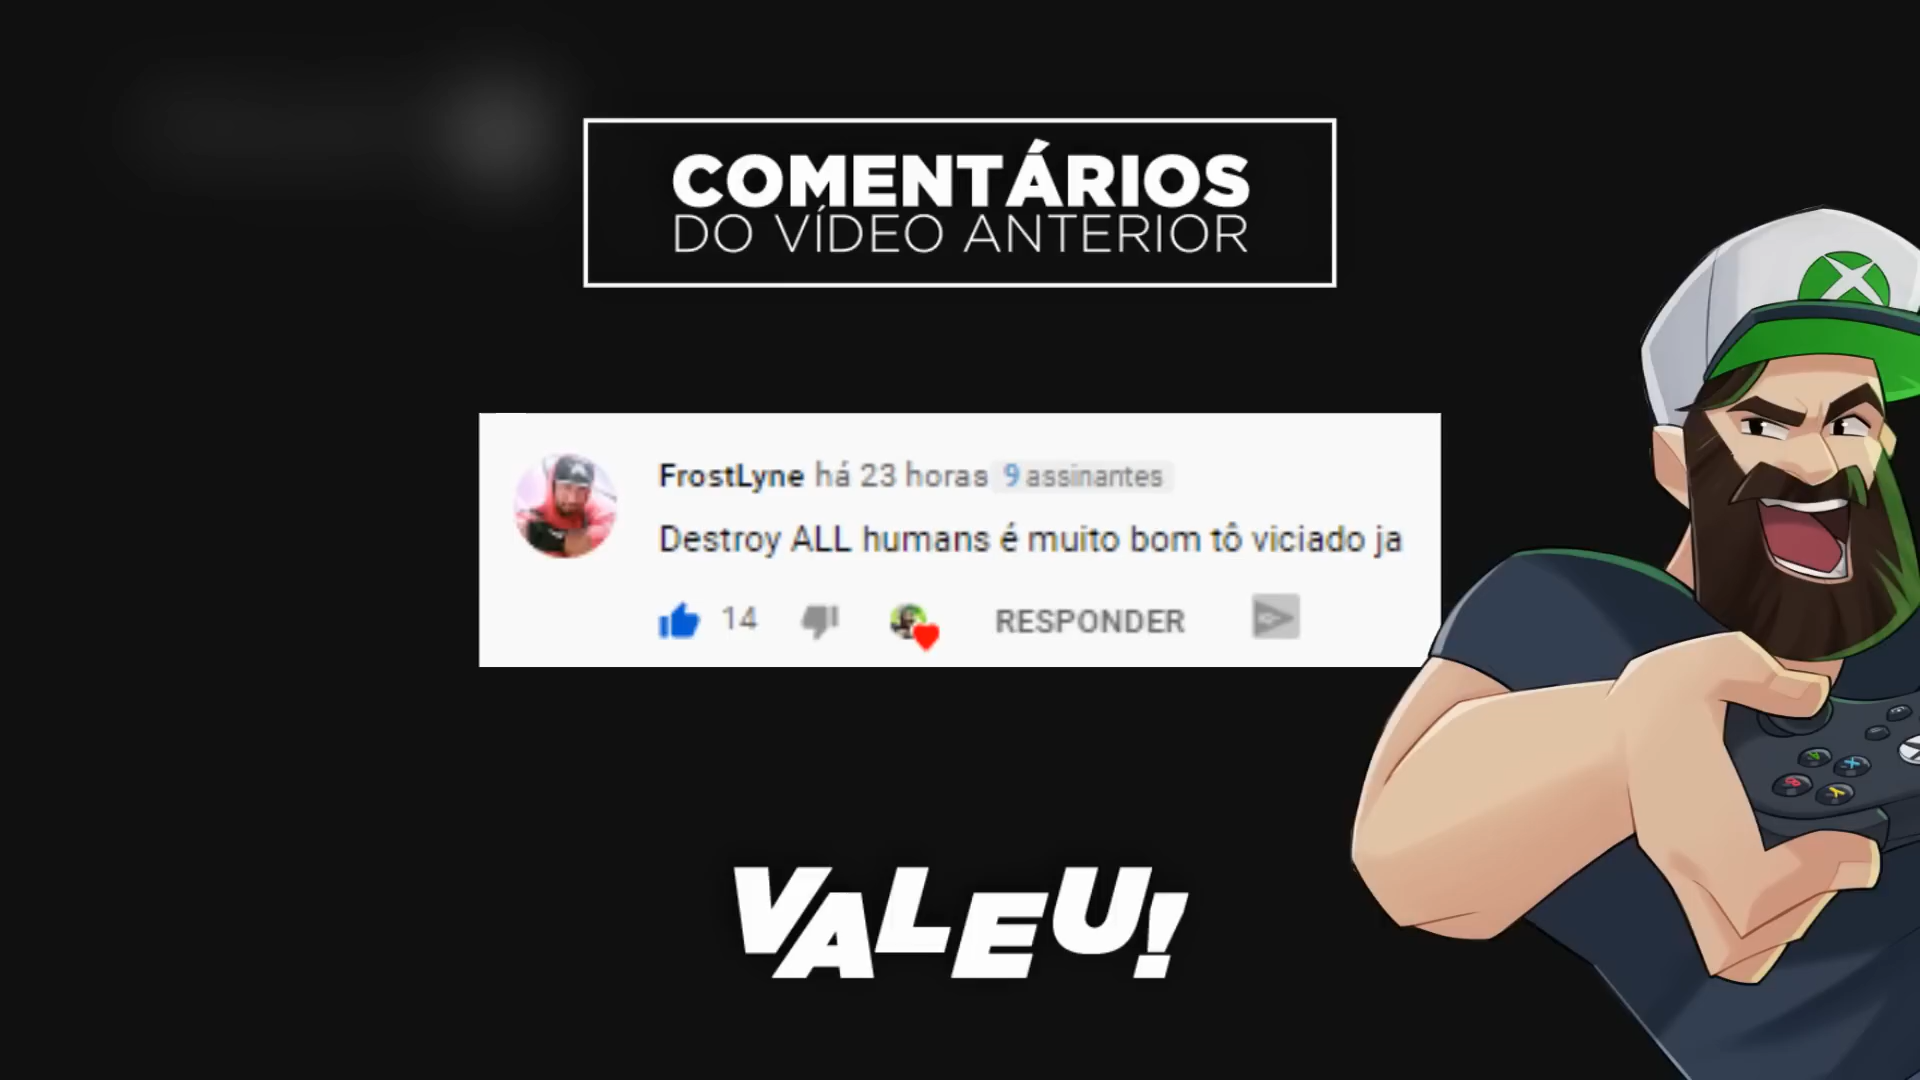 COMENTÁRIOS
DO VÍDEO ANTERIOR
FrostLyne há 23 horas 9 assinantes
Destroy ALL humans é muito bom tô viciado ja
14 RESPONDER
VALEU!